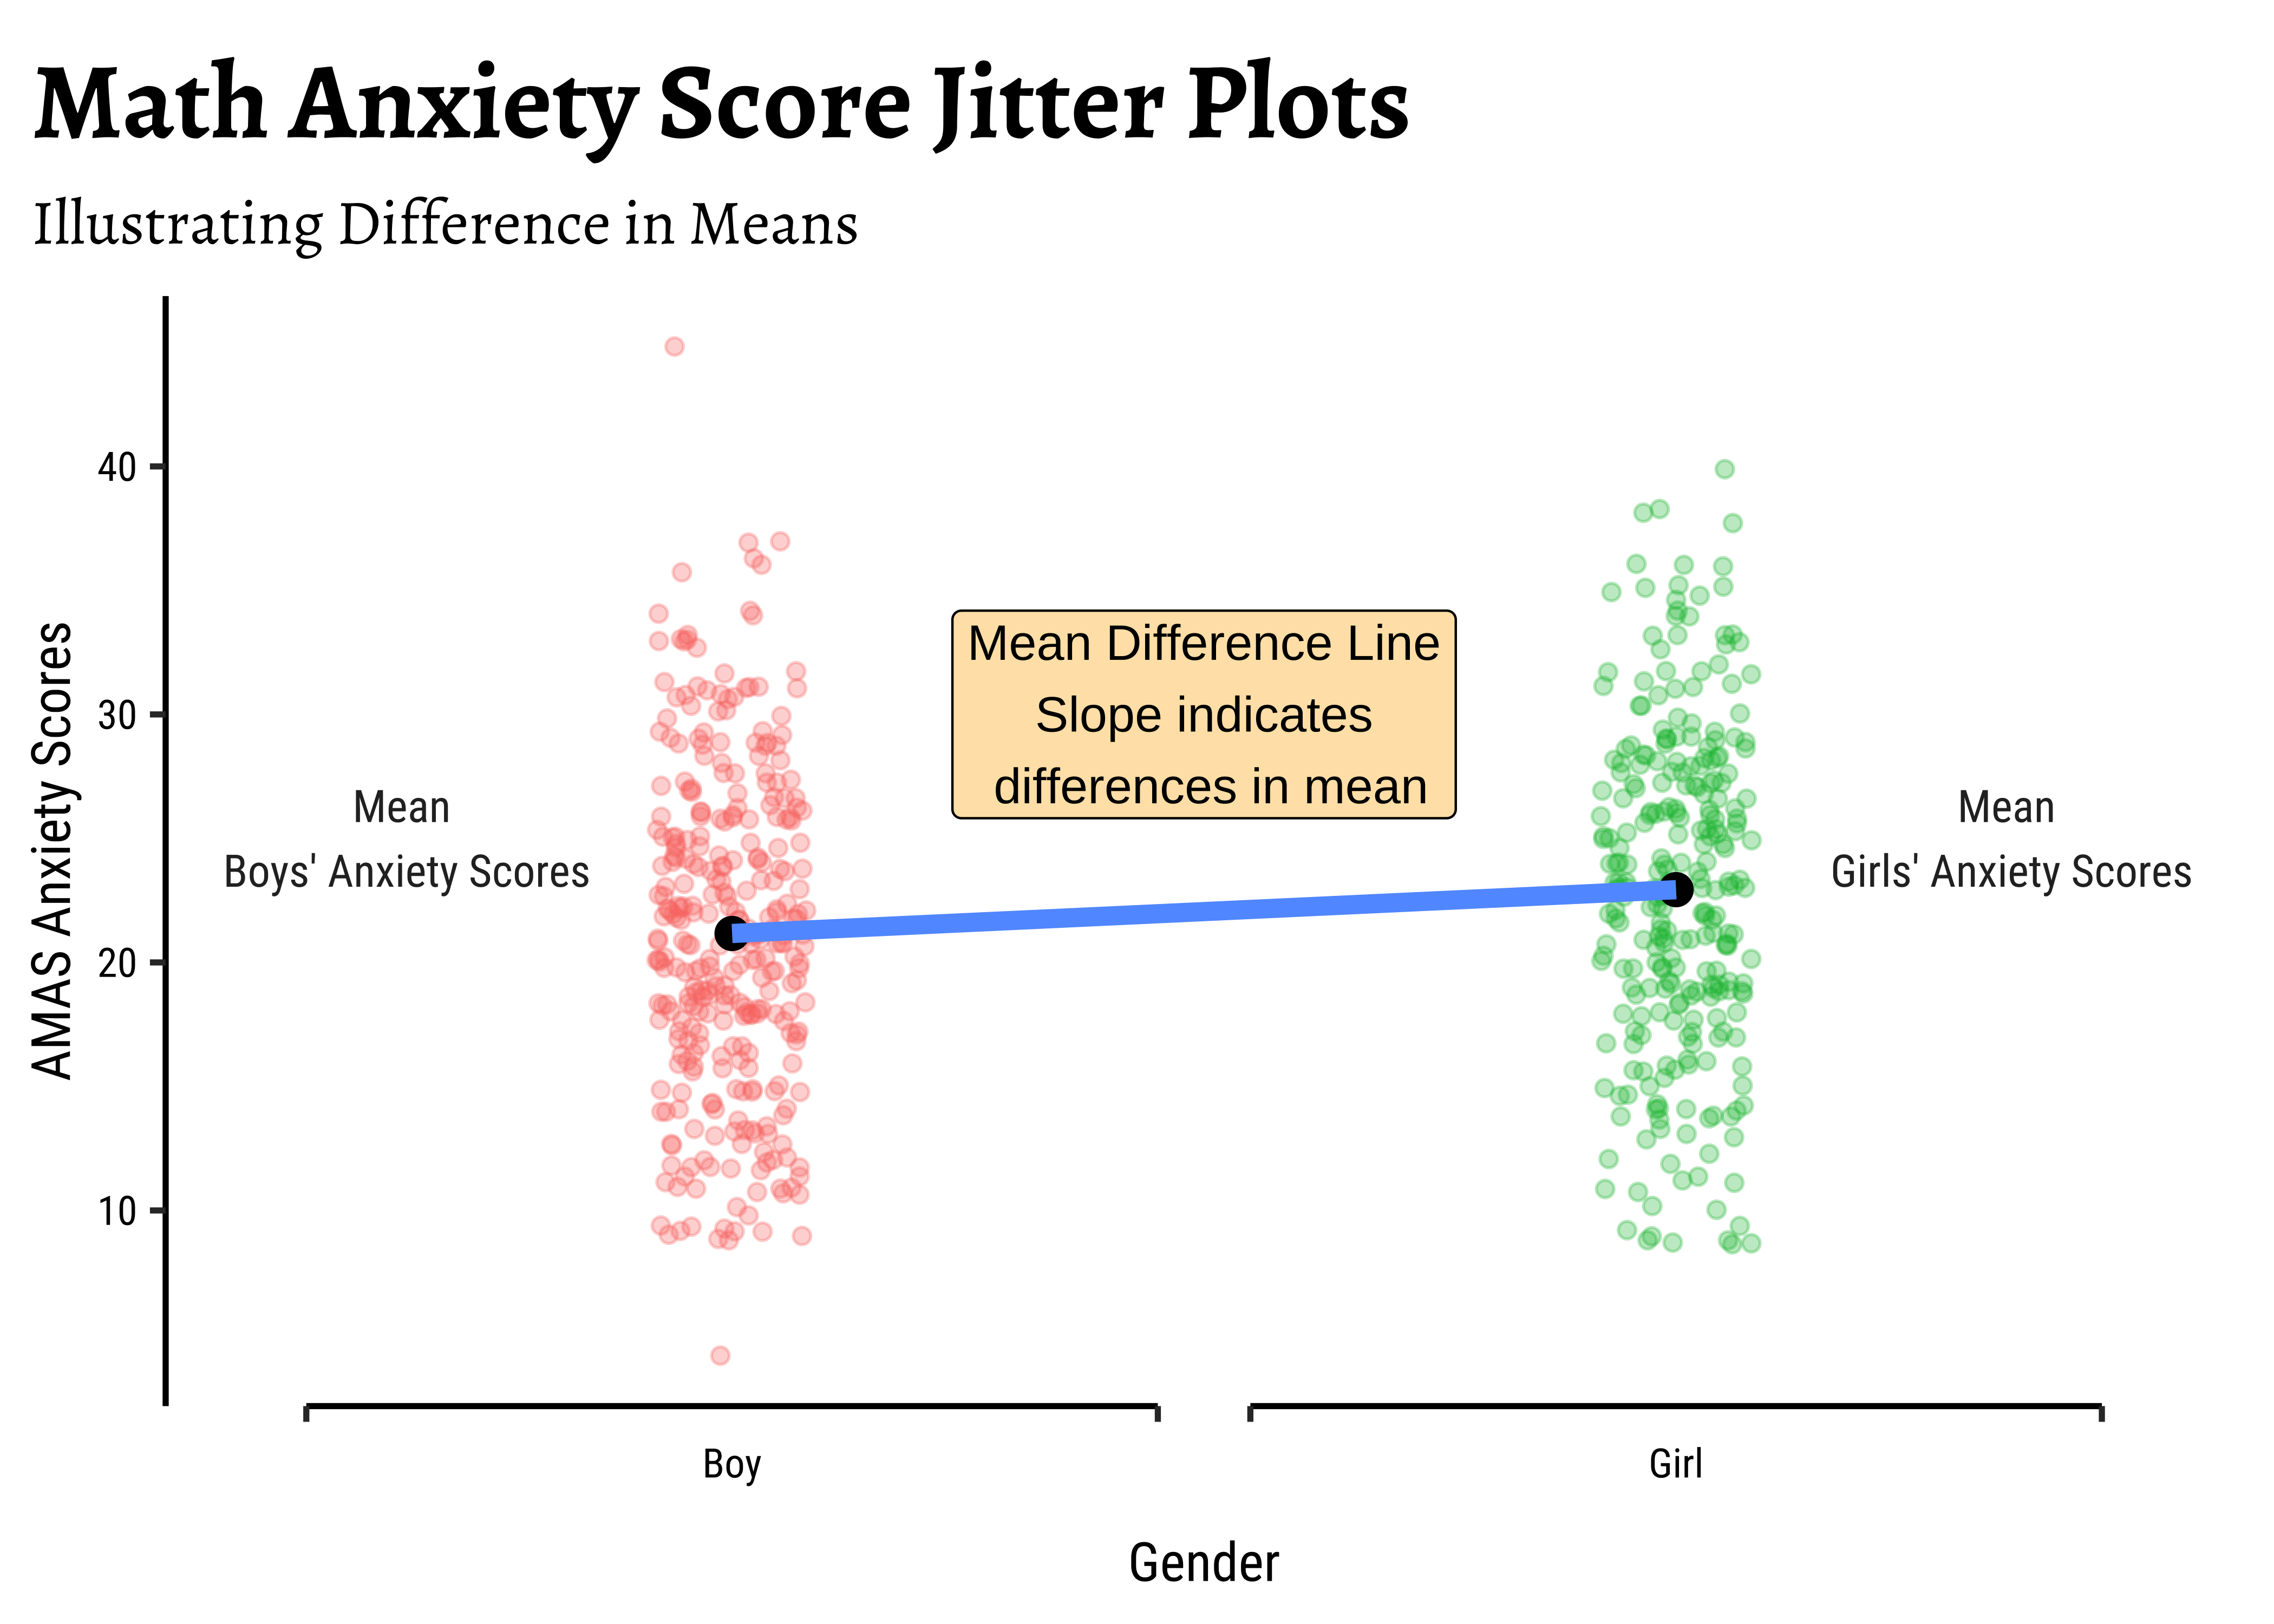 Math Anxiety Score Jitter Plots
Illustrating Difference in Means
AMAS Anxiety Scores
40
30
20
10
Mean
Boys' Anxiety Scores
Mean Difference Line
Slope indicates
differences in mean
Mean
Girls' Anxiety Scores
Boy
Girl
Gender